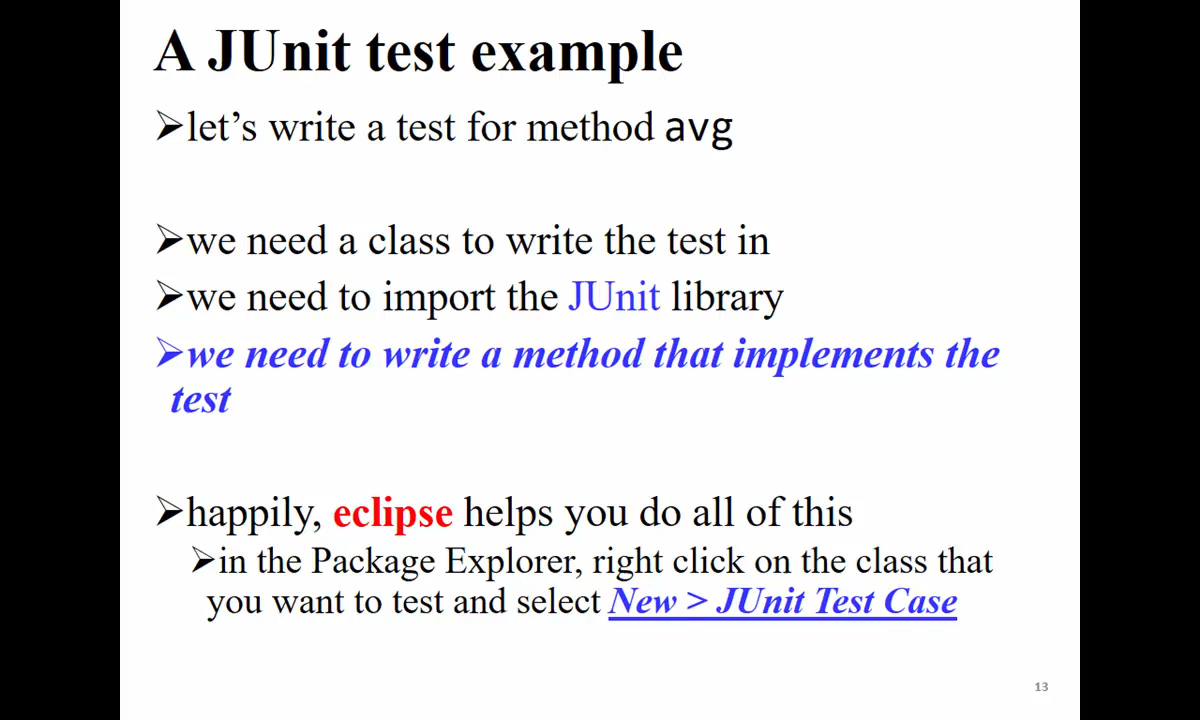 A JUnit test example
➢let’s write a test for method avg
➢we need a class to write the test in
➢we need to import the JUnit library
➢we need to write a method that implements the
test
➢happily, eclipse helps you do all of this
➢in the Package Explorer, right click on the class that
you want to test and select New > JUnit Test Case
13